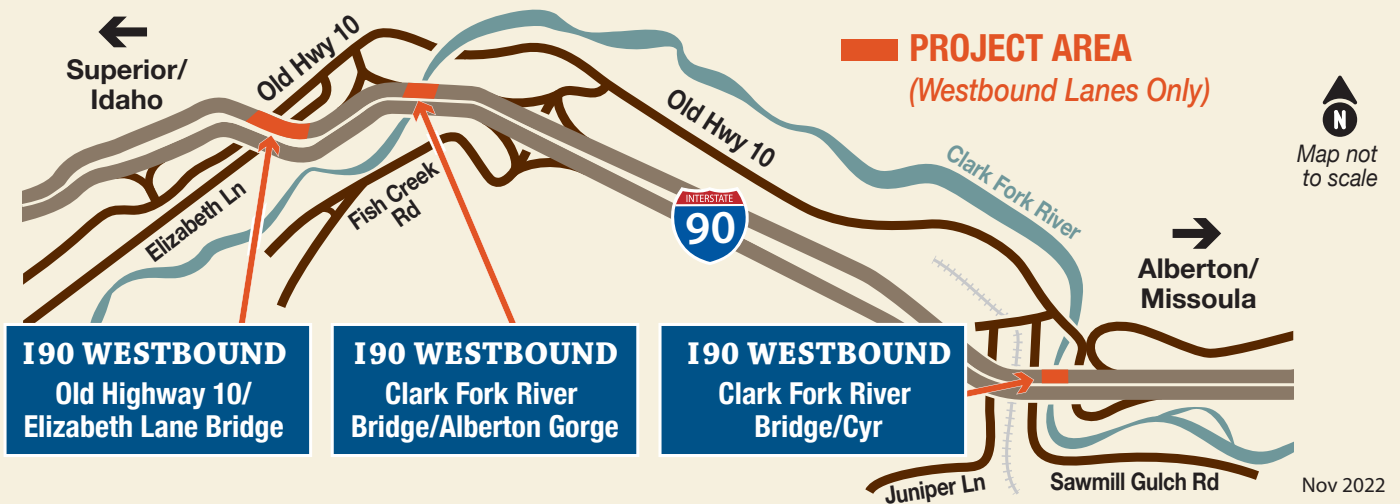 Superior/
Idaho
Old Hwy 10
PROJECT AREA
(Westbound Lanes Only)
N
Map not
to scale
Old Hwy 10
Clark Fork River
Elizabeth Ln
Fish Creek
Rd
INTERSTATE
90
Alberton/
Missoula
I90 WESTBOUND
Old Highway 10/
Elizabeth Lane Bridge
I90 WESTBOUND
Clark Fork River
Bridge/Alberton Gorge
I90 WESTBOUND
Clark Fork River
Bridge/Cyr
Juniper Ln
Sawmill Gulch Rd
Nov 2022